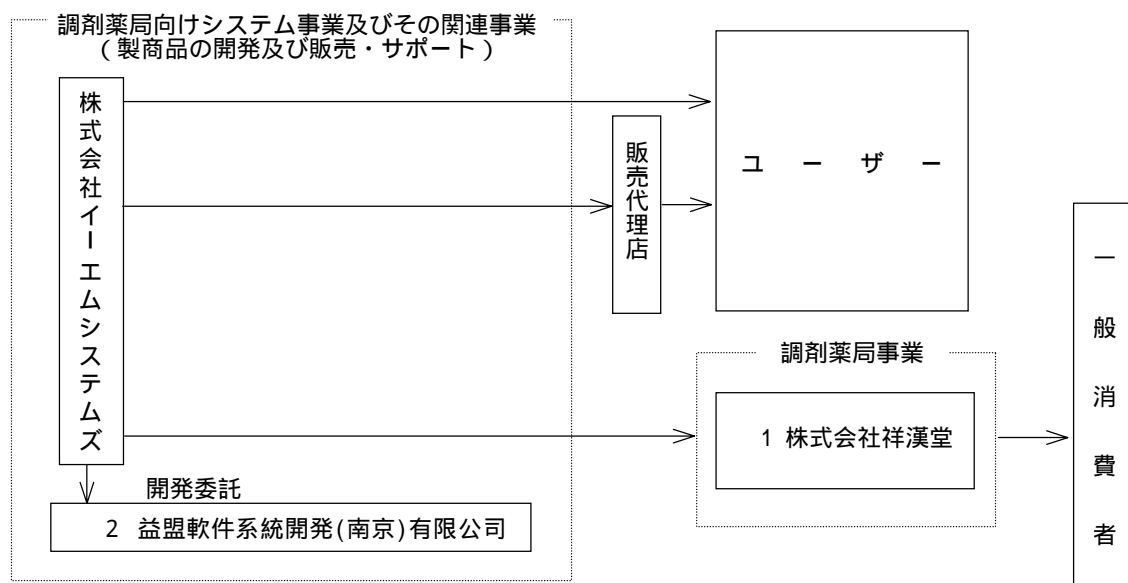 調剤薬局向けシステム事業及びその関連事業
(製商品の開発及び販売・サポート)
株式会社イーエムシステムズ
販売代理店
ユーザー
一般消費者
調剤薬局事業
1 株式会社祥漢堂
開発委託
2 益盟軟件系統開発(南京)有限公司